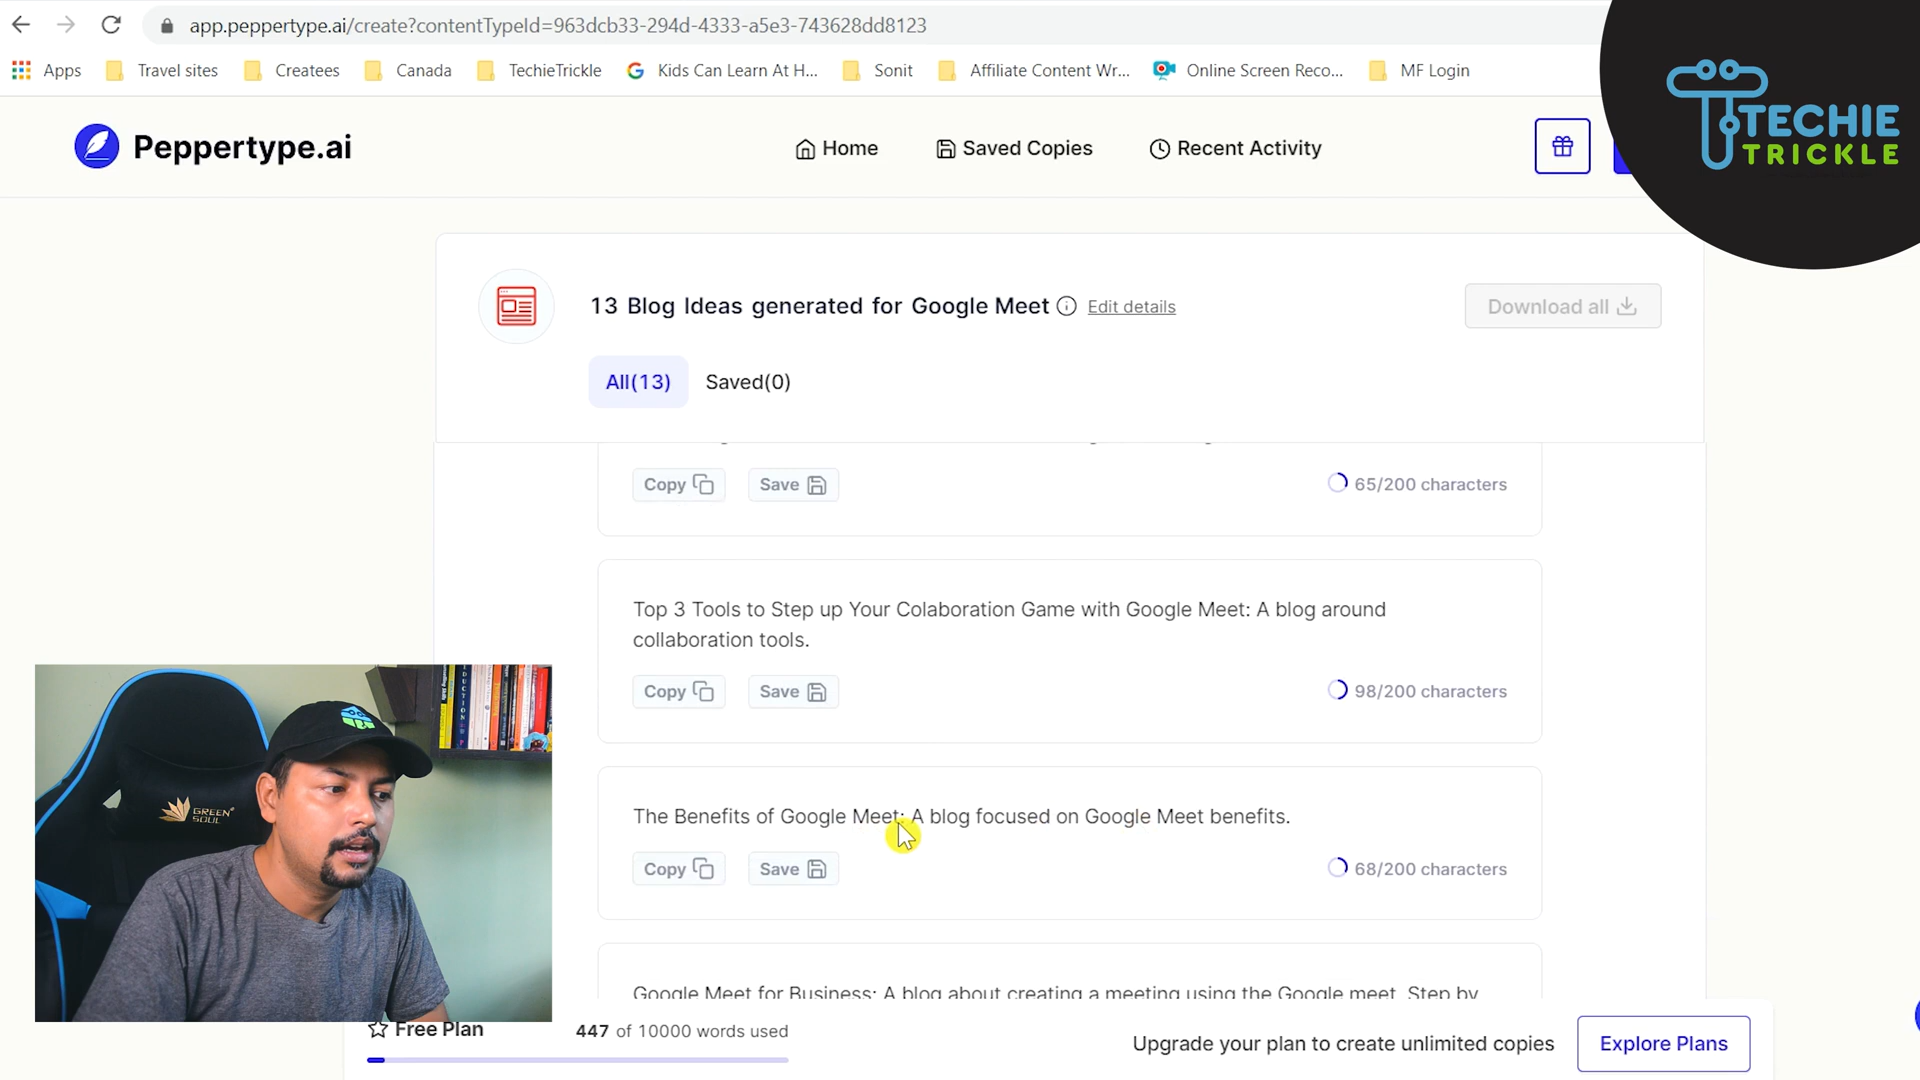 app.peppertype.ai/create?contentTypeId=963dcb33-294d-4333-a5e3-743628dd8123
Apps Travel sites Createes Canada TechieTrickle Kids Can Learn At H... Sonit Affiliate Content Wr... Online Screen Reco... MF Login
TECHIE
TRICKLE
Peppertype.ai
Home Saved Copies Recent Activity
13 Blog Ideas generated for Google Meet Edit details
Download all
All(13) Saved(0)
Copy Save 65/200 characters
Top 3 Tools to Step up Your Colaboration Game with Google Meet: A blog around
collaboration tools.
Copy Save 98/200 characters
The Benefits of Google Meet: A blog focused on Google Meet benefits.
Copy Save 68/200 characters
Google Meet for Business: A blog about creating a meeting using the Google meet. Step by
GREEN
SOUL
Free Plan 447 of 10000 words used
Upgrade your plan to create unlimited copies Explore Plans